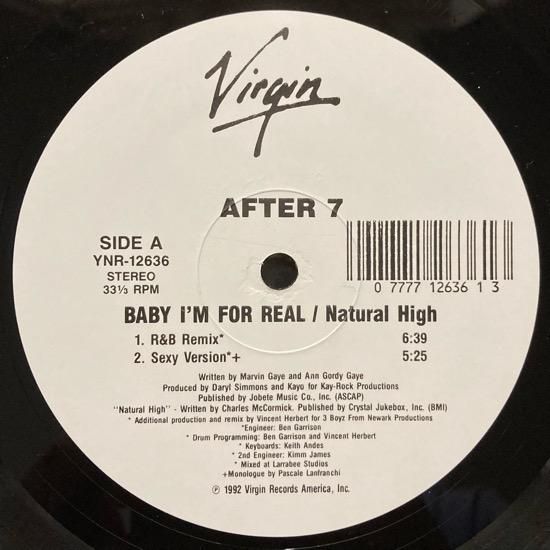 Virgin
AFTER 7
SIDE A
YNR-12636
STEREO
33⅓ RPM
0 7777 12636 1 3
BABY I'M FOR REAL / Natural High
1. R&B Remix* 6:39
2. Sexy Version*+ 5:25
Written by Marvin Gaye and Ann Gordy Gaye
Produced by Daryl Simmons and Kayo for Kay-Rock Productions
Published by Jobete Music Co., Inc. (ASCAP)
"Natural High" - Written by Charles McCormick. Published by Crystal Jukebox, Inc. (BMI)
* Additional production and remix by Vincent Herbert for 3 Boyz From Newark Productions
*Engineer: Ben Garrison
* Drum Programming: Ben Garrison and Vincent Herbert
* Keyboards: Keith Andes
* 2nd Engineer: Kimm James
* Mixed at Larrabee Studios
+Monologue by Pascale Lanfranchi
℗ 1992 Virgin Records America, Inc.